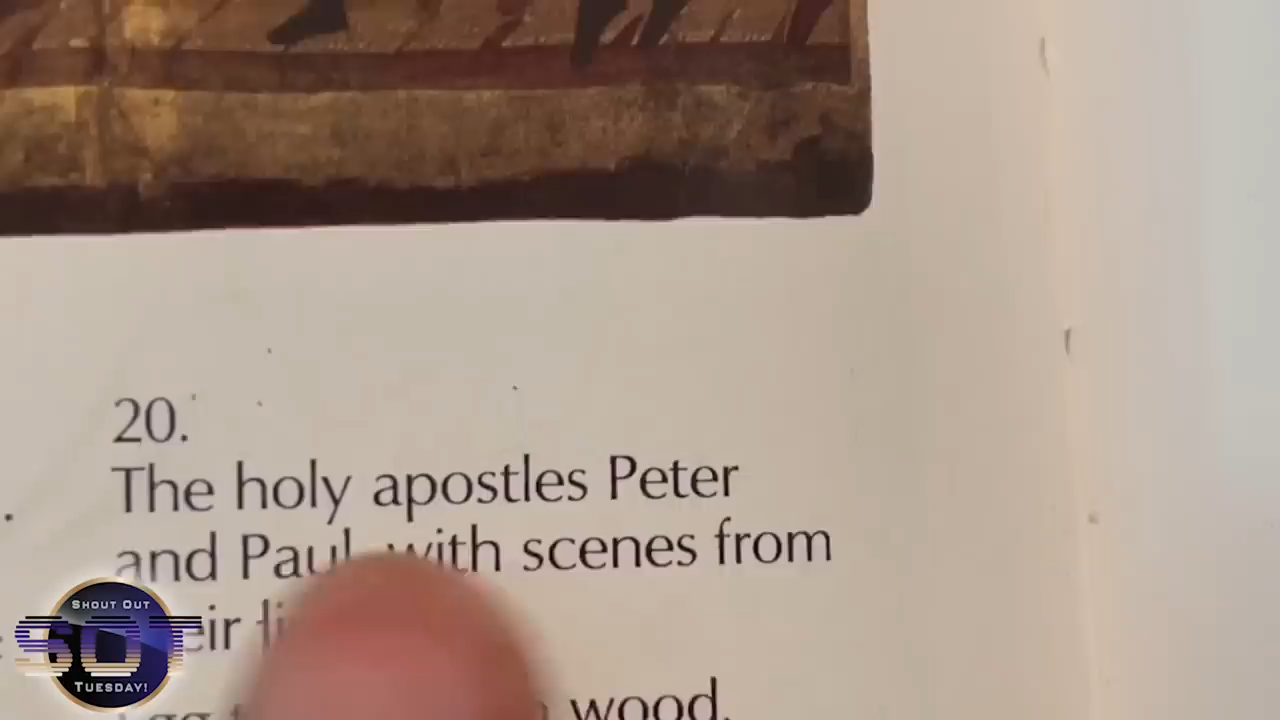 20.
The holy apostles Peter
and Paul with scenes from
wood.
SHOUT OUT
SOT
TUESDAY!